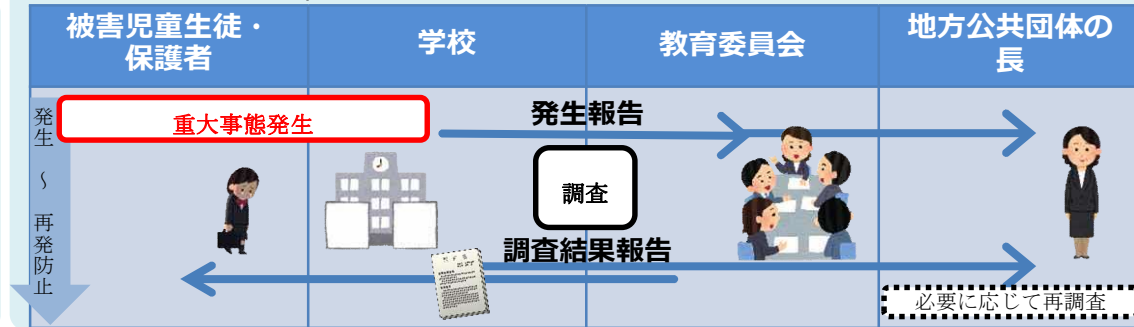 被害児童生徒・
保護者
学校
教育委員会
地方公共団体の
長
発生 〜 再発防止
重大事態発生
発生報告
調査
調査結果報告
必要に応じて再調査